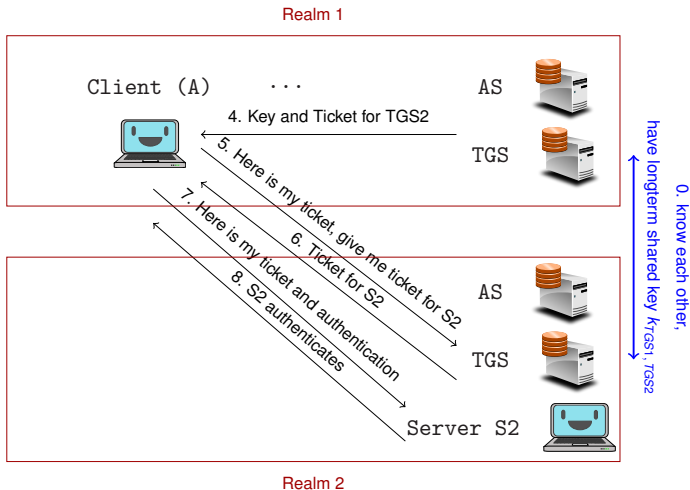 Realm 1
Client (A) ... AS
4. Key and Ticket for TGS2
TGS
5. Here is my ticket, give me ticket for S2
6. Ticket for S2
7. Here is my ticket and authentication
8. S2 authenticates
0. know each other,
have longterm shared key k_TGS1, TGS2
AS
TGS
Server S2
Realm 2